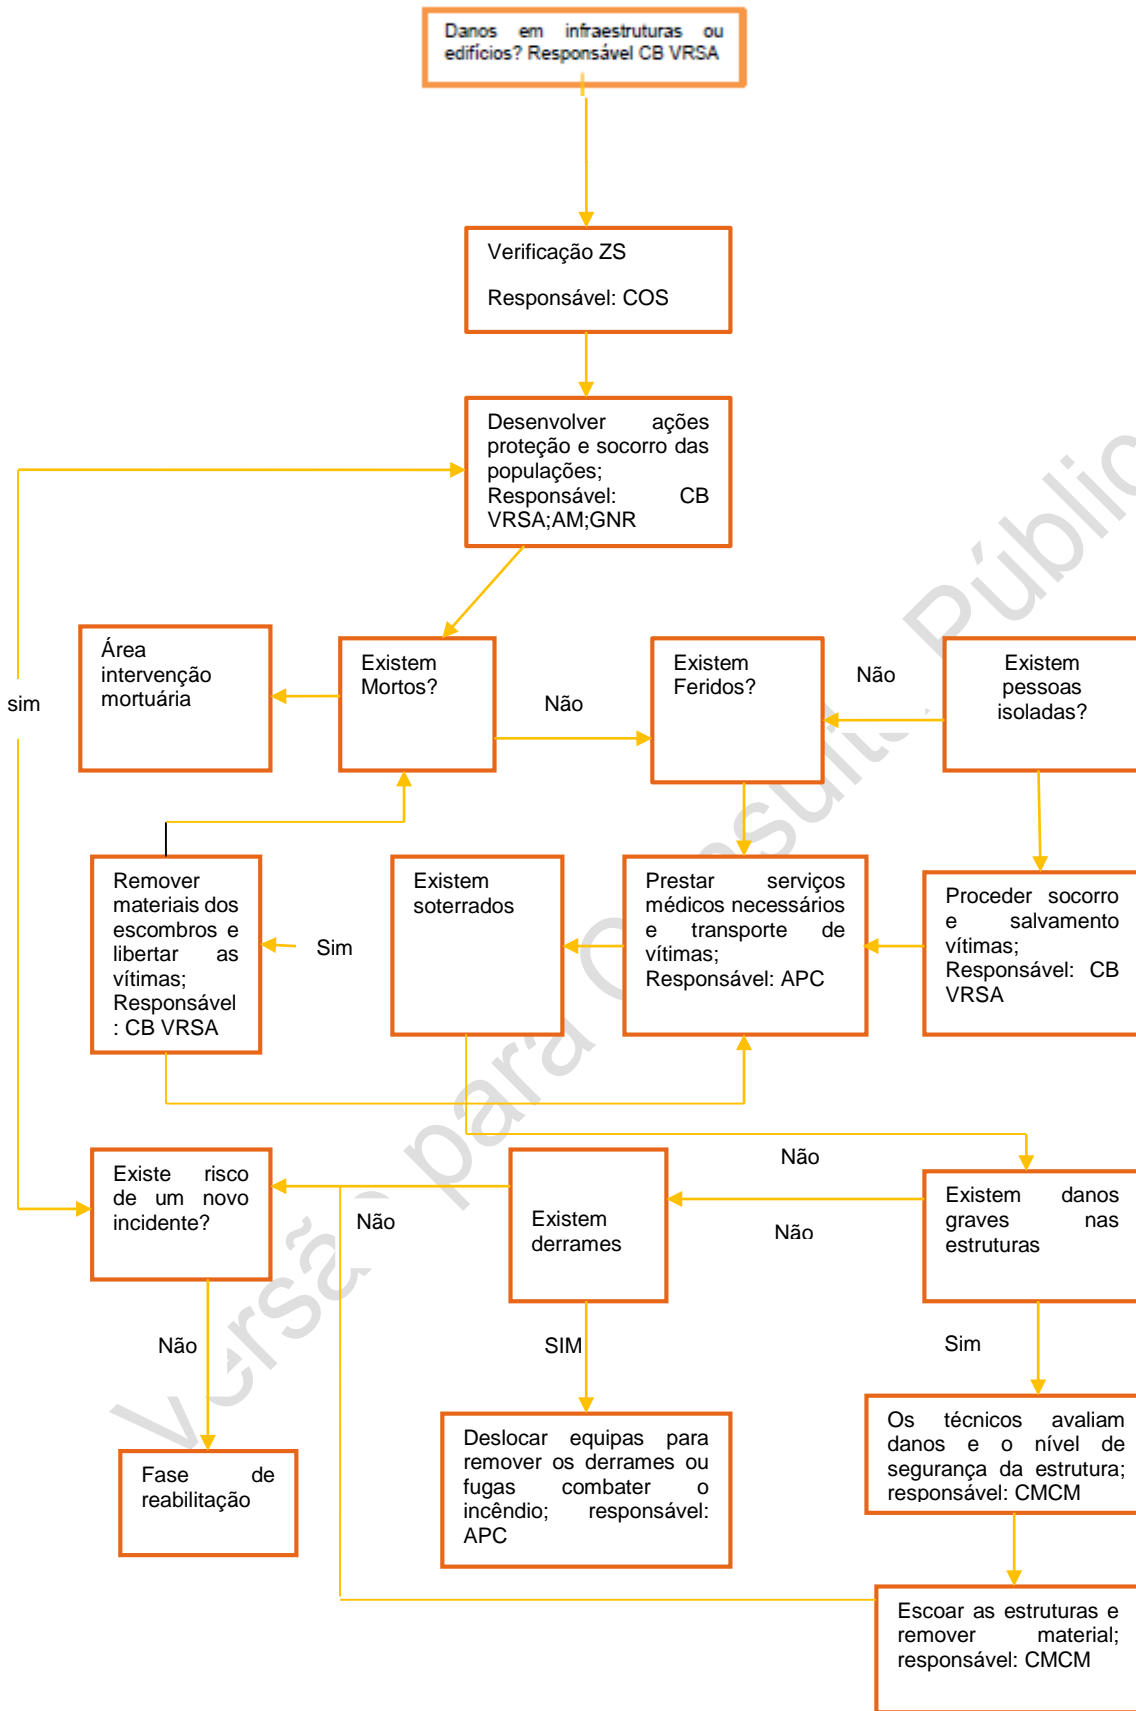 Danos em infraestruturas ou
edifícios? Responsável CB VRSA
Verificação ZS
Responsável: COS
Desenvolver ações
proteção e socorro das
populações;
Responsável: CB
VRSA;AM;GNR
Área
intervenção
mortuária
Existem
Mortos?
Não
Existem
Feridos?
Não
Existem
pessoas
isoladas?
sim
Remover
materiais dos
escombros e
libertar as
vítimas;
Responsável
: CB VRSA
Sim
Existem
soterrados
Prestar serviços
médicos necessários
e transporte de
vítimas;
Responsável: APC
Proceder socorro
e salvamento
vítimas;
Responsável: CB
VRSA
Existe risco
de um novo
incidente?
Não
Existem
derrames
Não
Não
Existem danos
graves nas
estruturas
Não
SIM
Sim
Fase de
reabilitação
Deslocar equipas para
remover os derrames ou
fugas combater o
incêndio; responsável:
APC
Os técnicos avaliam
danos e o nível de
segurança da estrutura;
responsável: CMCM
Escoar as estruturas e
remover material;
responsável: CMCM
Versão para Consulta Públic